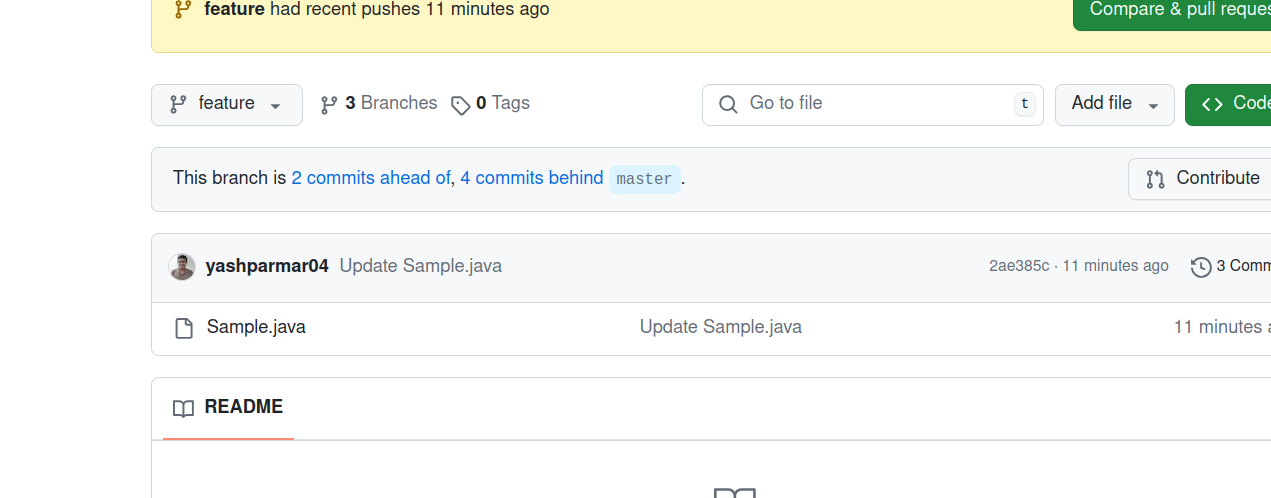 feature had recent pushes 11 minutes ago
Compare & pull reques
feature 3 Branches 0 Tags
Go to file t
Add file
Code
This branch is 2 commits ahead of, 4 commits behind master.
Contribute
yashparmar04 Update Sample.java
2ae385c · 11 minutes ago
3 Comm
Sample.java Update Sample.java 11 minutes a
README